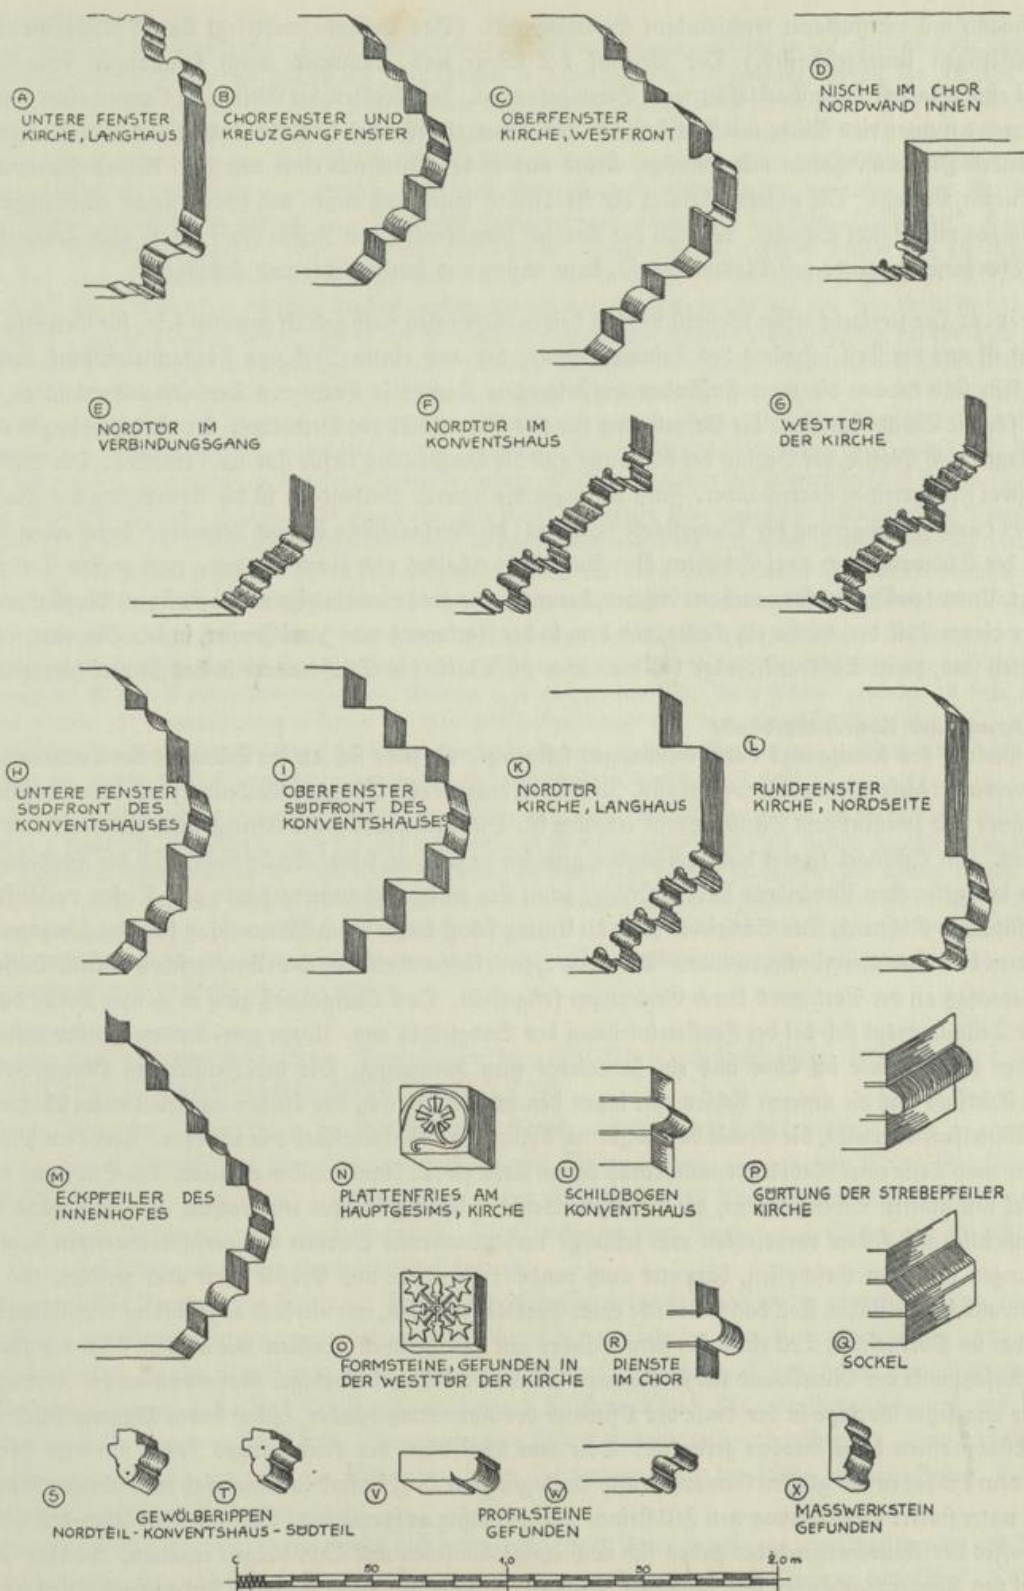 A
UNTERE FENSTER
KIRCHE, LANGHAUS
B
CHORFENSTER UND
KREUZGANGFENSTER
C
OBERFENSTER
KIRCHE, WESTFRONT
D
NISCHE IM CHOR
NORDWAND INNEN
E
NORDTÜR IM
VERBINDUNGSGANG
F
NORDTÜR IM
KONVENTSHAUS
G
WESTTÜR
DER KIRCHE
H
UNTERE FENSTER
SÜDFRONT DES
KONVENTSHAUSES
I
OBERFENSTER
SÜDFRONT DES
KONVENTSHAUSES
K
NORDTÜR
KIRCHE, LANGHAUS
L
RUNDFENSTER
KIRCHE, NORDSEITE
M
ECKPFEILER DES
INNENHOFES
N
PLATTENFRIES AM
HAUPTGESIMS, KIRCHE
U
SCHILDBOGEN
KONVENTSHAUS
P
GÜRTUNG DER STREBEPFEILER
KIRCHE
O
FORMSTEINE, GEFUNDEN IN
DER WESTTÜR DER KIRCHE
R
DIENSTE
IM CHOR
Q
SOCKEL
S
T
GEWÖLBERIPPEN
NORDTEIL-KONVENTSHAUS-SÜDTEIL
V
W
PROFILSTEINE
GEFUNDEN
X
MASSWERKSTEIN
GEFUNDEN
50 1,0 50 2,0 m